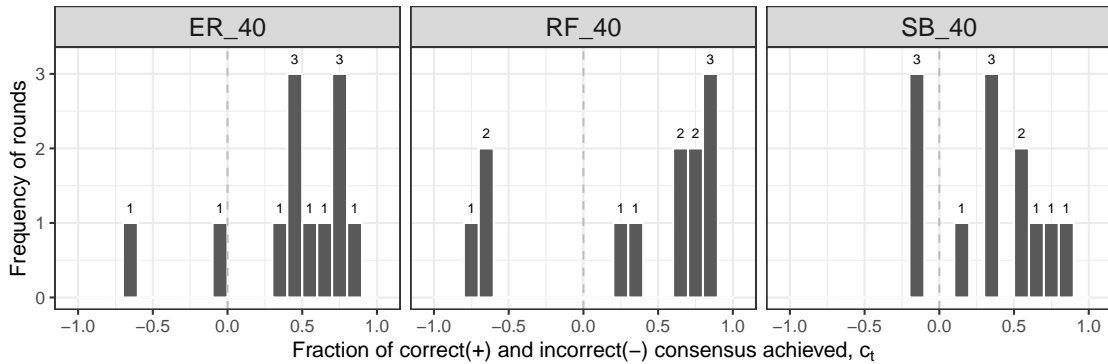 ER_40 RF_40 SB_40
3 3 3 3 3
2 2 2 2
1 1 1 1 1 1 1 1 1 1 1 1 1
3
2
1
0
Frequency of rounds
−1.0 −0.5 0.0 0.5 1.0 −1.0 −0.5 0.0 0.5 1.0 −1.0 −0.5 0.0 0.5 1.0
Fraction of correct(+) and incorrect(−) consensus achieved, cₜ